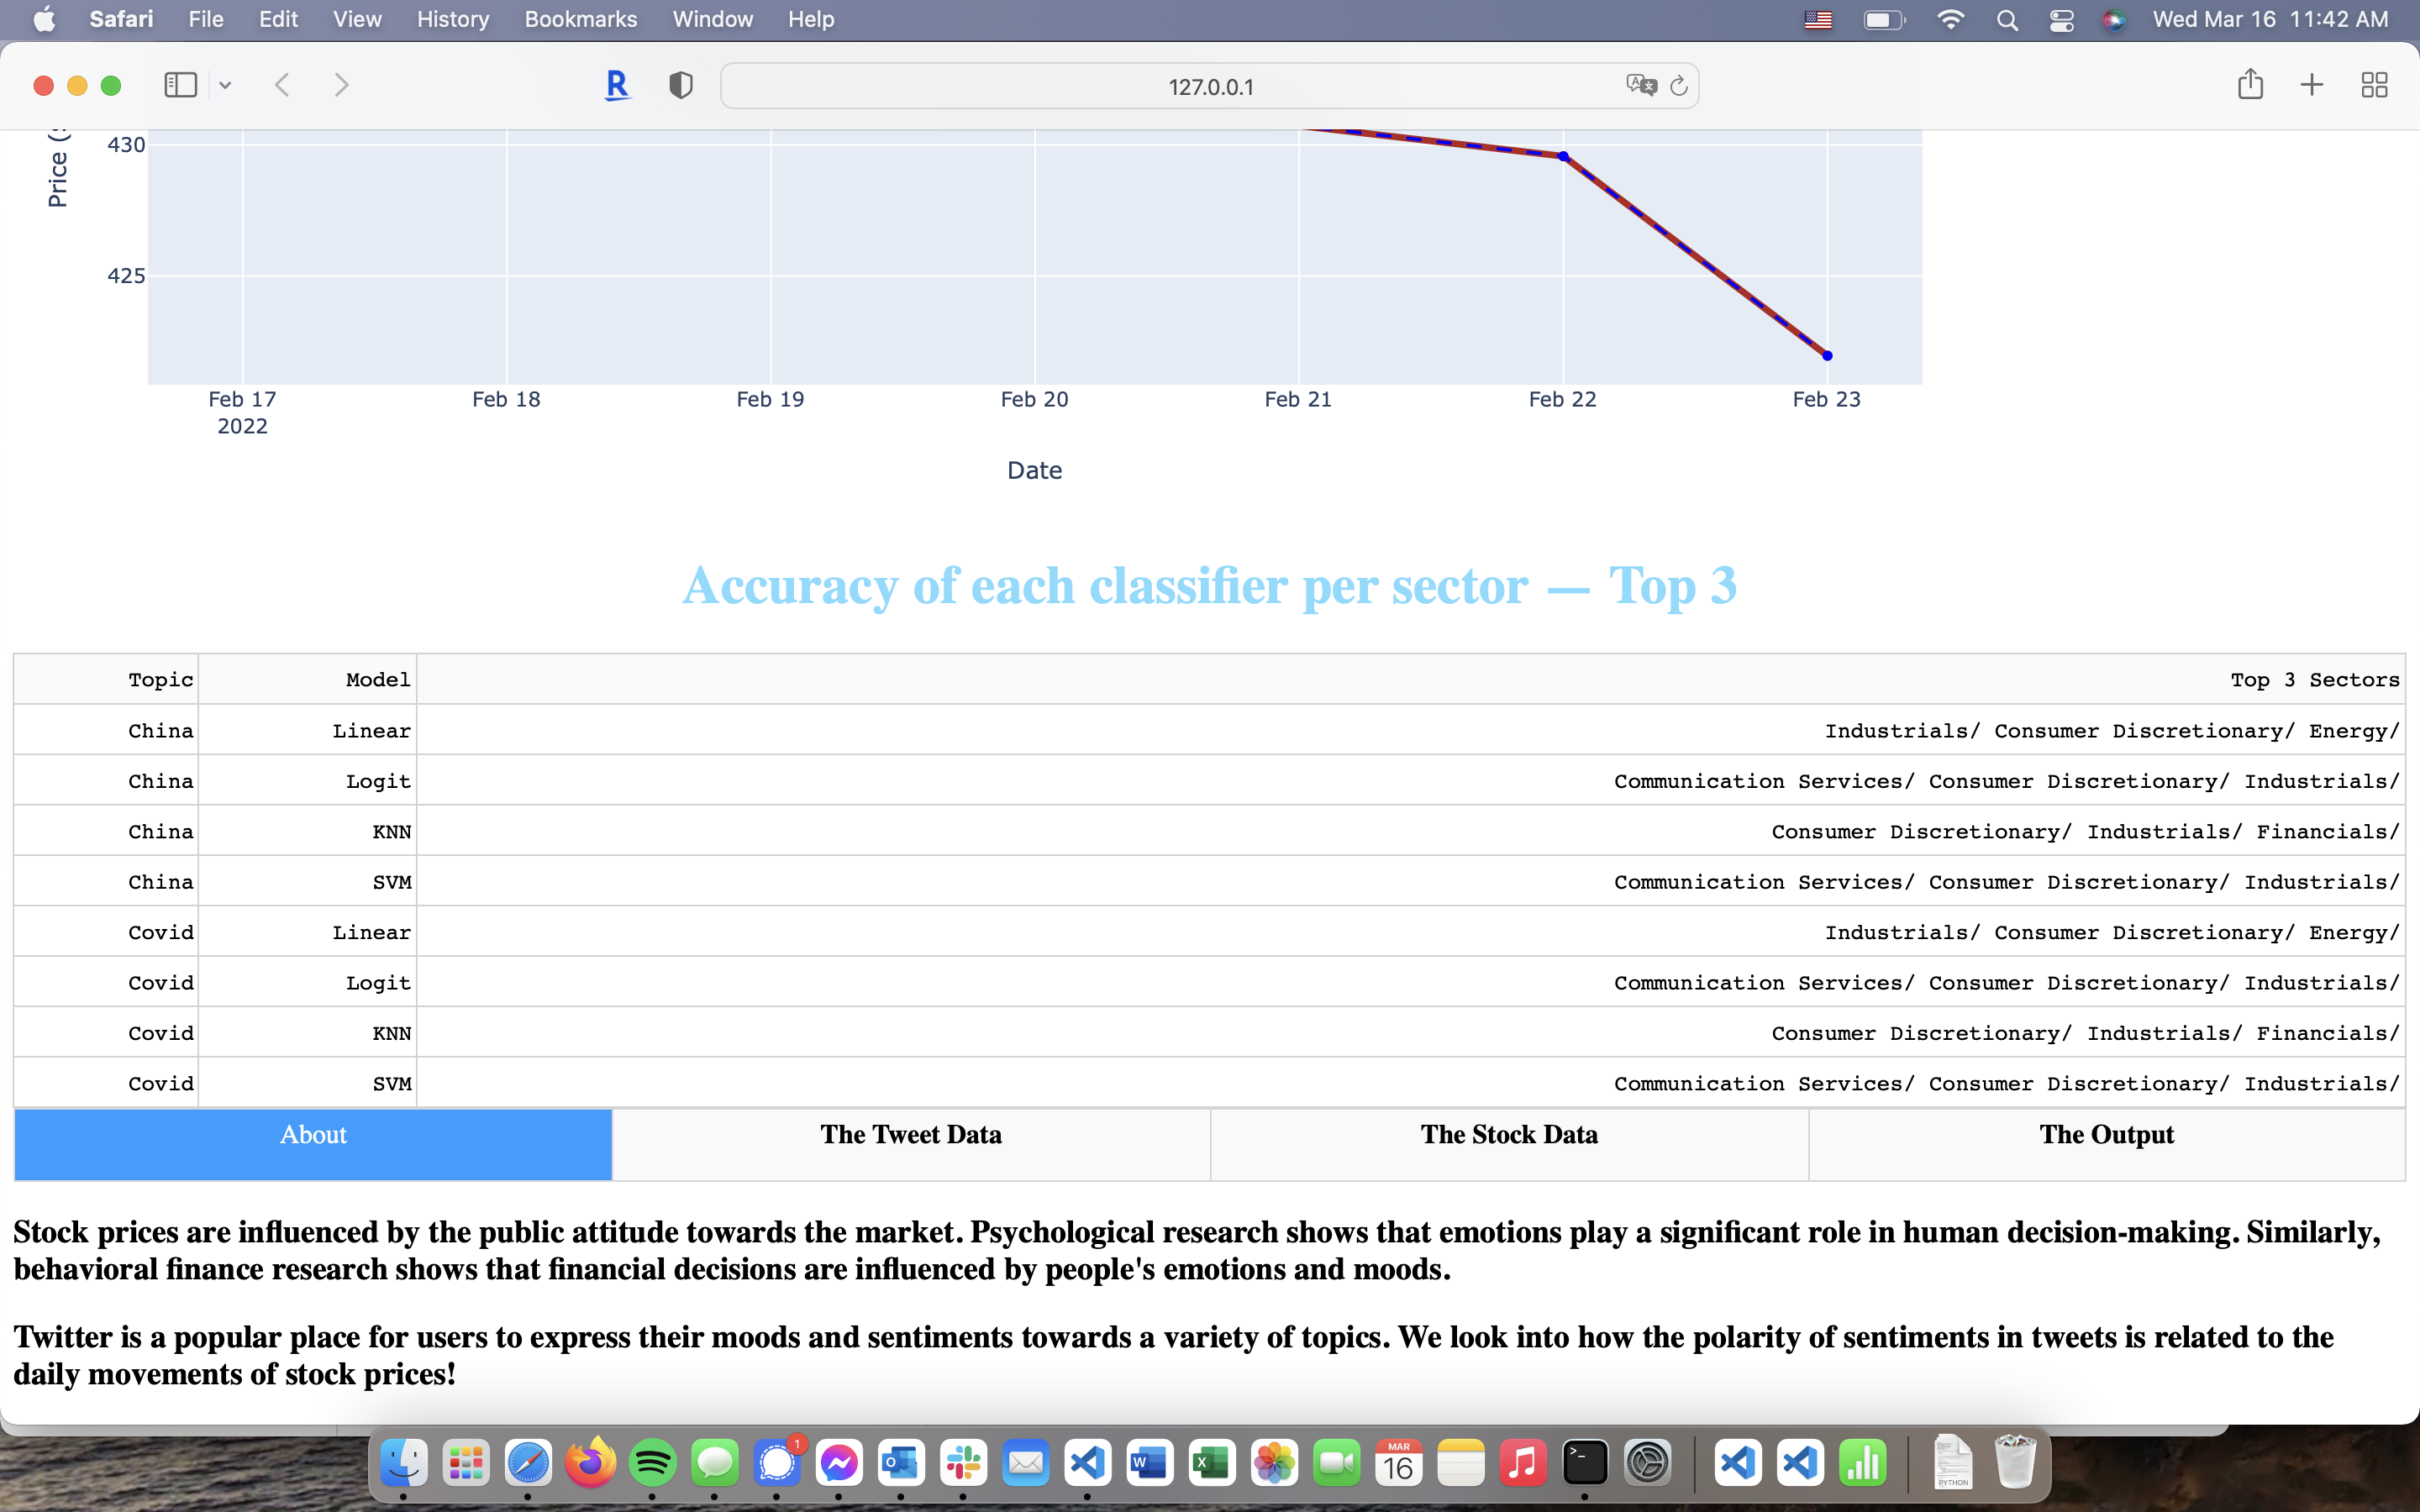 Safari File Edit View History Bookmarks Window Help Wed Mar 16 11:42 AM
R 127.0.0.1
Price (
430
425
Feb 17 Feb 18 Feb 19 Feb 20 Feb 21 Feb 22 Feb 23
2022
Date
Accuracy of each classifier per sector — Top 3
Topic Model Top 3 Sectors
China Linear Industrials/ Consumer Discretionary/ Energy/
China Logit Communication Services/ Consumer Discretionary/ Industrials/
China KNN Consumer Discretionary/ Industrials/ Financials/
China SVM Communication Services/ Consumer Discretionary/ Industrials/
Covid Linear Industrials/ Consumer Discretionary/ Energy/
Covid Logit Communication Services/ Consumer Discretionary/ Industrials/
Covid KNN Consumer Discretionary/ Industrials/ Financials/
Covid SVM Communication Services/ Consumer Discretionary/ Industrials/
About The Tweet Data The Stock Data The Output
Stock prices are influenced by the public attitude towards the market. Psychological research shows that emotions play a significant role in human decision-making. Similarly,
behavioral finance research shows that financial decisions are influenced by people's emotions and moods.
Twitter is a popular place for users to express their moods and sentiments towards a variety of topics. We look into how the polarity of sentiments in tweets is related to the
daily movements of stock prices!
1
MAR
16
PYTHON